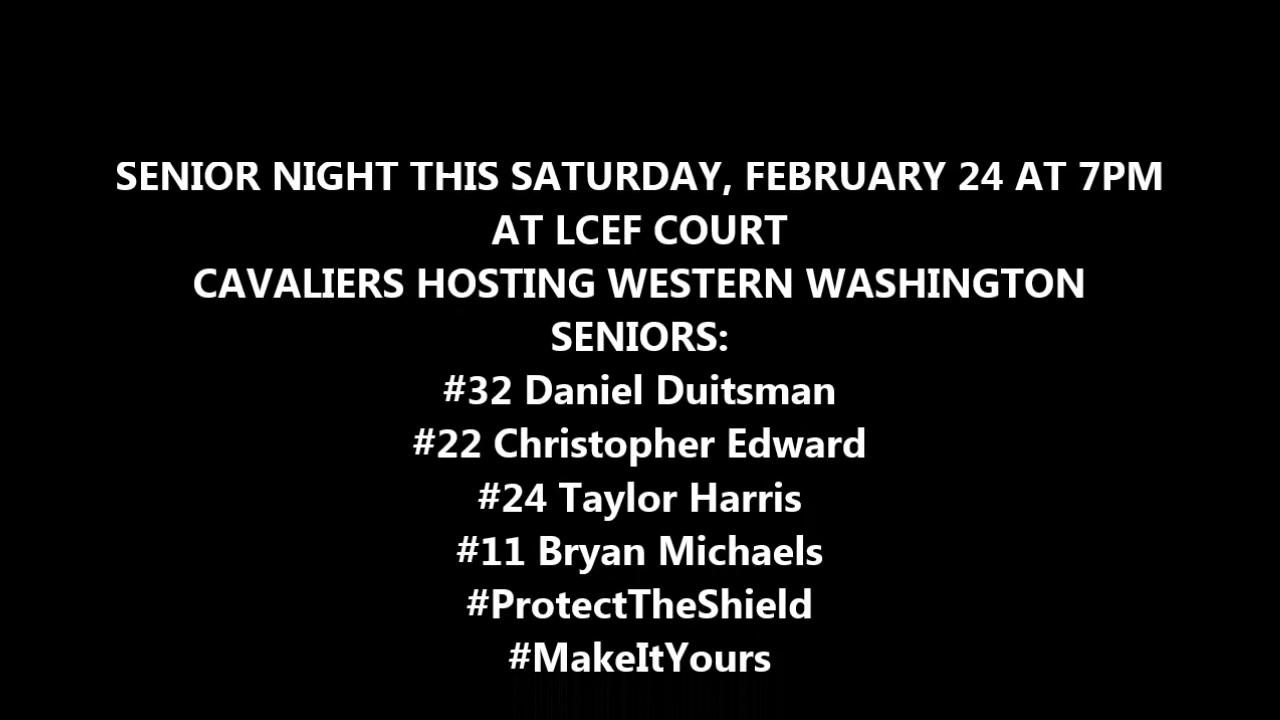 SENIOR NIGHT THIS SATURDAY, FEBRUARY 24 AT 7PM
AT LCEF COURT
CAVALIERS HOSTING WESTERN WASHINGTON
SENIORS:
#32 Daniel Duitsman
#22 Christopher Edward
#24 Taylor Harris
#11 Bryan Michaels
#ProtectTheShield
#MakeItYours